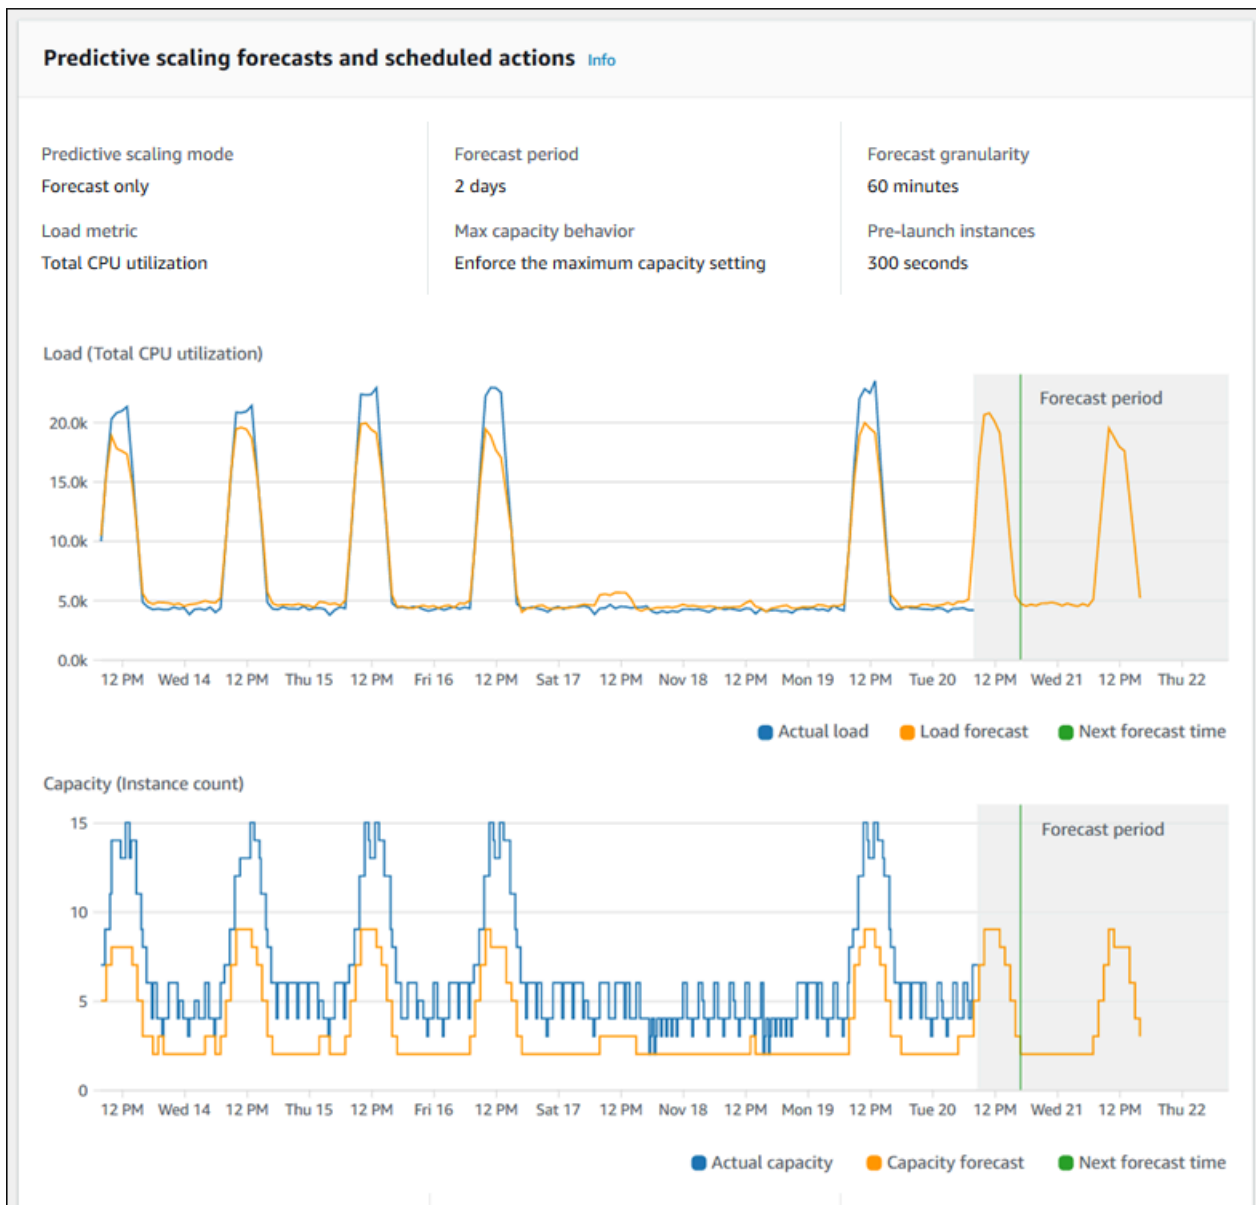 Predictive scaling forecasts and scheduled actions Info
Predictive scaling mode
Forecast only
Forecast period
2 days
Forecast granularity
60 minutes
Load metric
Total CPU utilization
Max capacity behavior
Enforce the maximum capacity setting
Pre-launch instances
300 seconds
Load (Total CPU utilization)
Forecast period
20.0k
15.0k
10.0k
5.0k
0.0k
12 PM Wed 14 12 PM Thu 15 12 PM Fri 16 12 PM Sat 17 12 PM Nov 18 12 PM Mon 19 12 PM Tue 20 12 PM Wed 21 12 PM Thu 22
Actual load Load forecast Next forecast time
Capacity (Instance count)
Forecast period
15
10
5
0
12 PM Wed 14 12 PM Thu 15 12 PM Fri 16 12 PM Sat 17 12 PM Nov 18 12 PM Mon 19 12 PM Tue 20 12 PM Wed 21 12 PM Thu 22
Actual capacity Capacity forecast Next forecast time